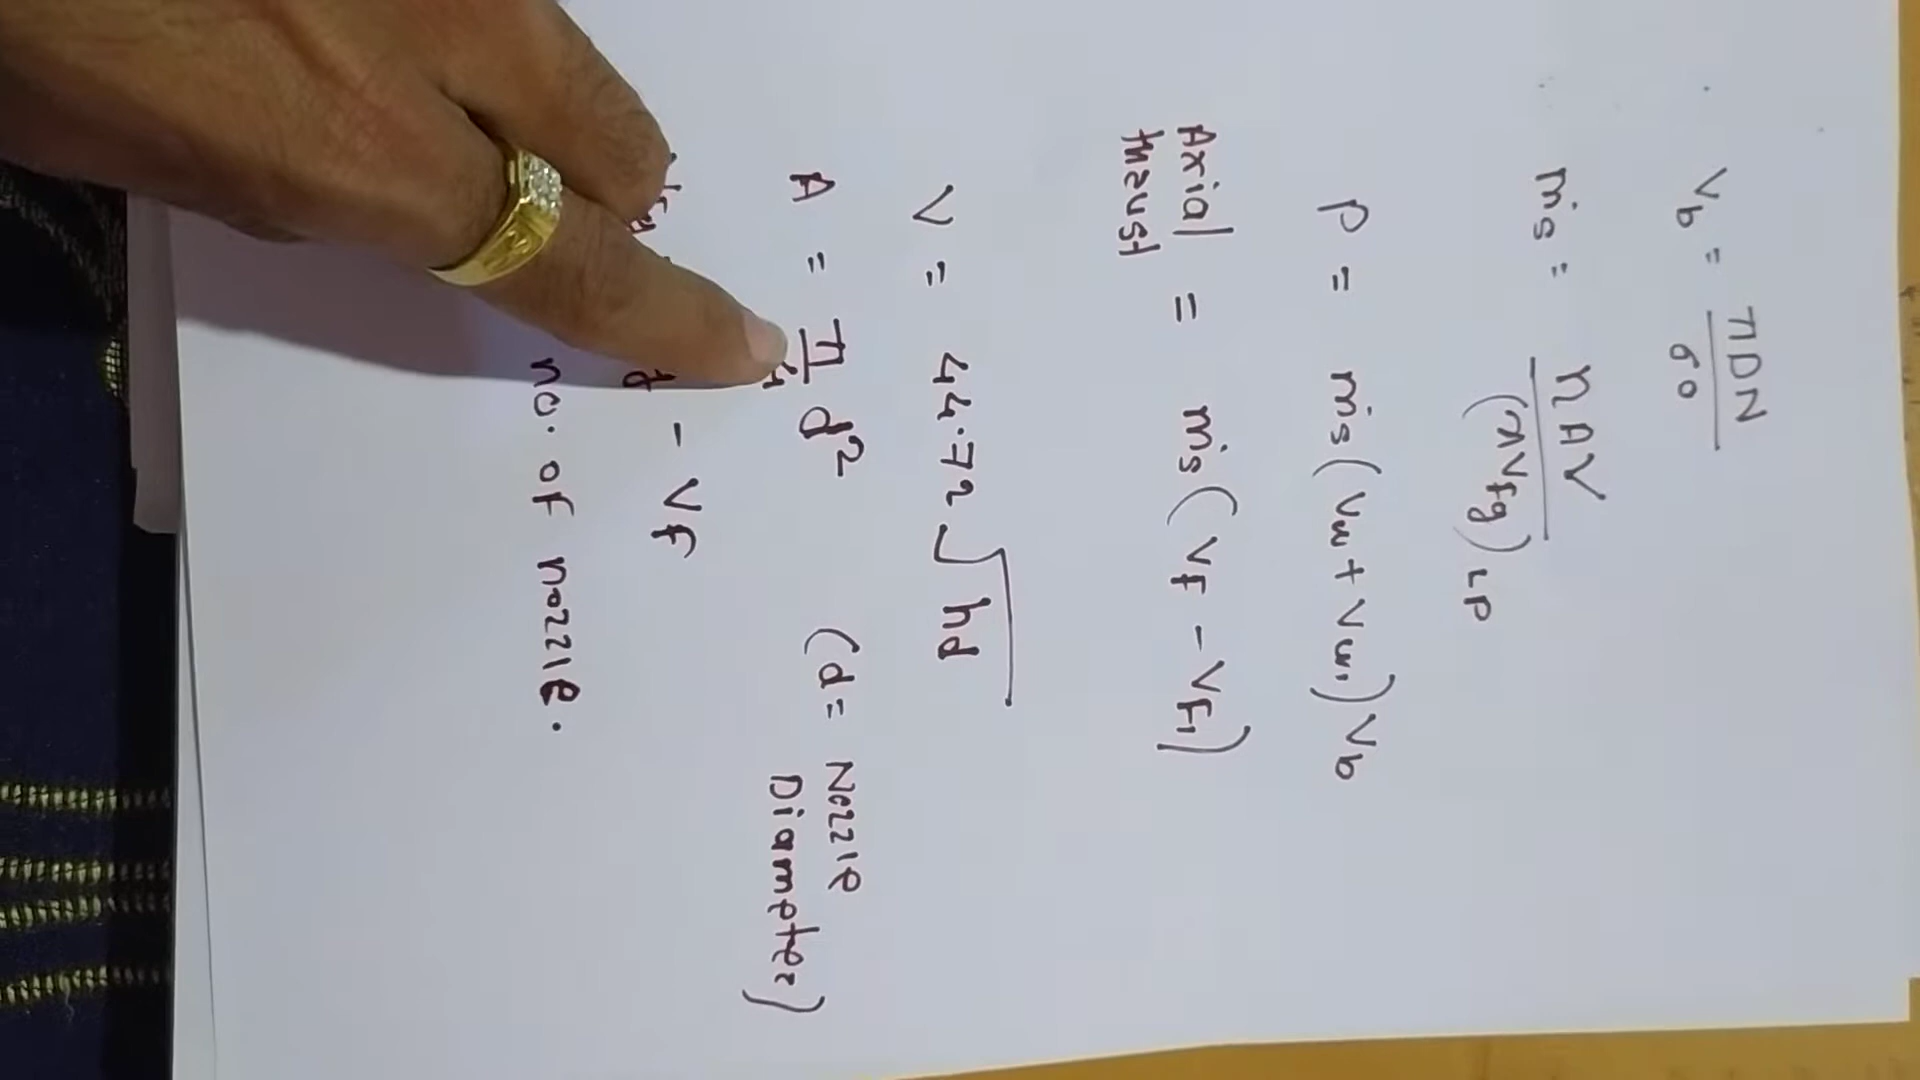 Vb = πDN
60
ṁs = nAV
(xVfg)LP
P = ṁs(Vw + Vw1)Vb
Axial
thrust = ṁs(Vf - Vf1)
V = 44.72√hd
A = π/4 d² (d = Nozzle
Diameter)
- Vf
no. of nozzle.